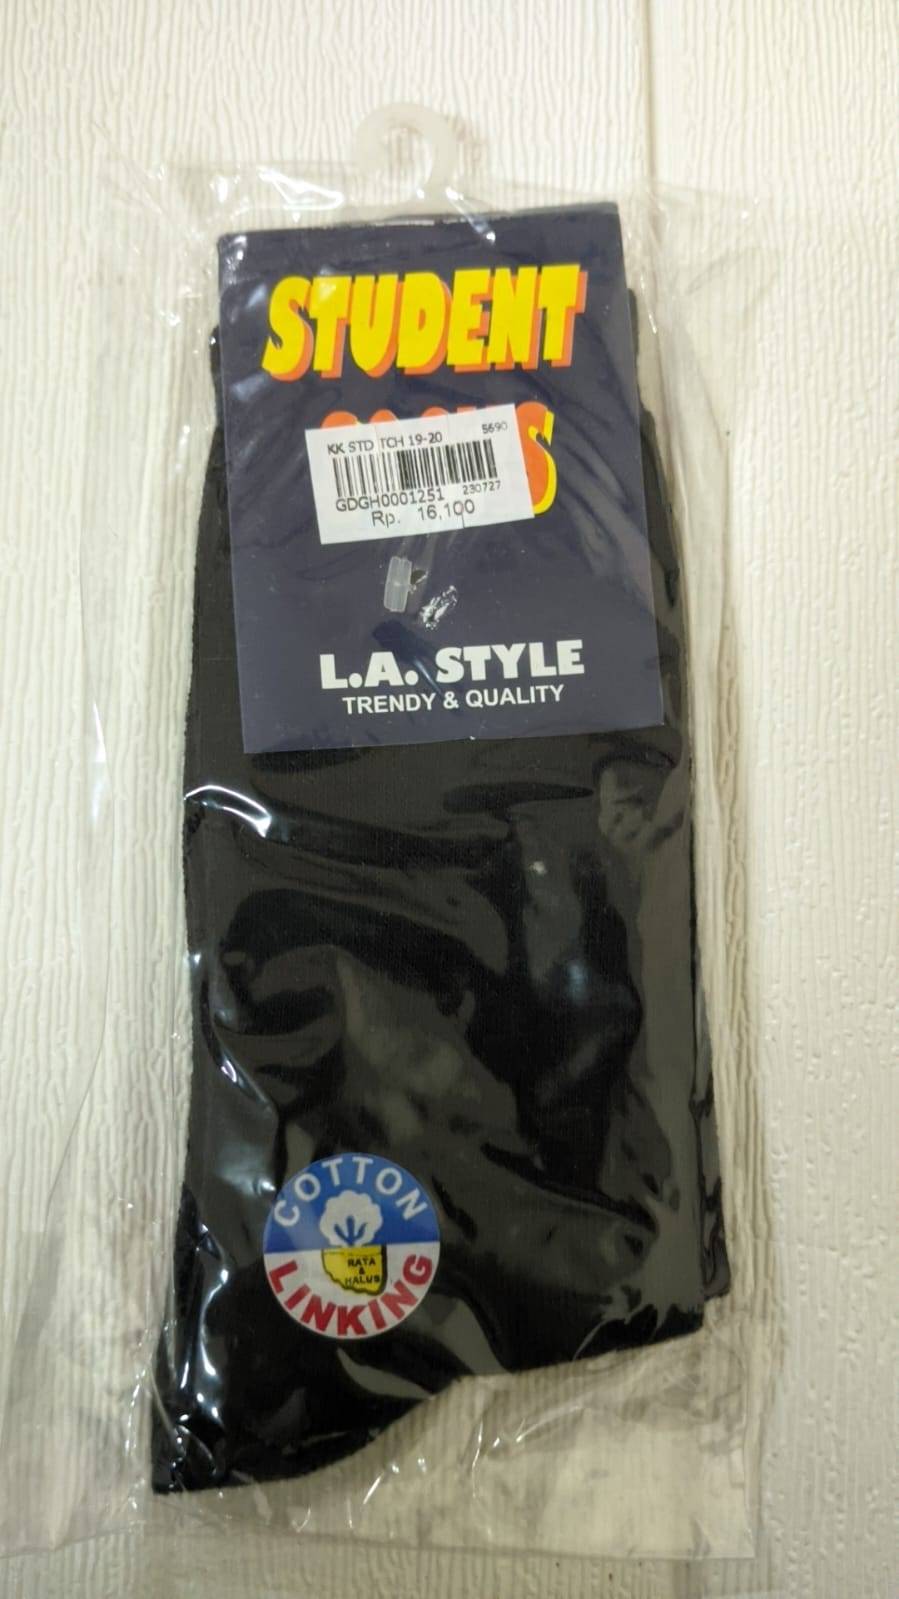 STUDENT
KK STD TCH 19-20 5690
GDGH0001251 230727
Rp. 16,100
L.A. STYLE
TRENDY & QUALITY
COTTON
RATA
&
HALUS
LINKING